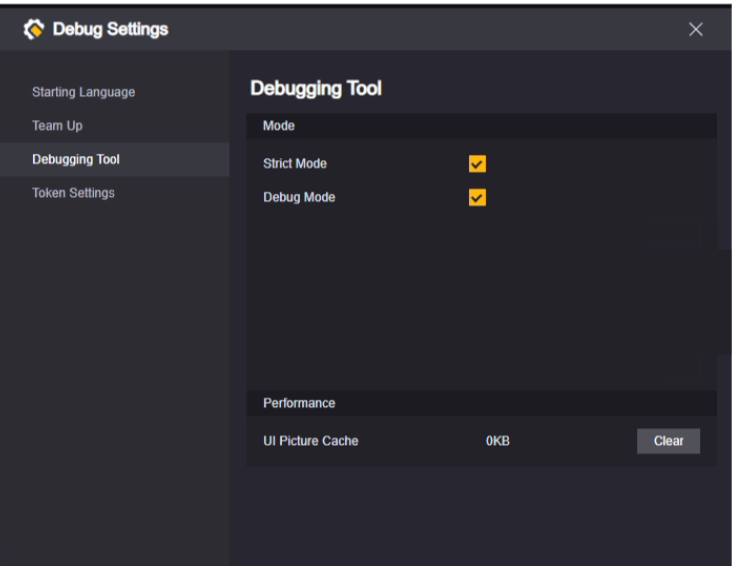 Debug Settings
Starting Language
Team Up
Debugging Tool
Token Settings
Debugging Tool
Mode
Strict Mode
Debug Mode
Performance
UI Picture Cache 0KB Clear